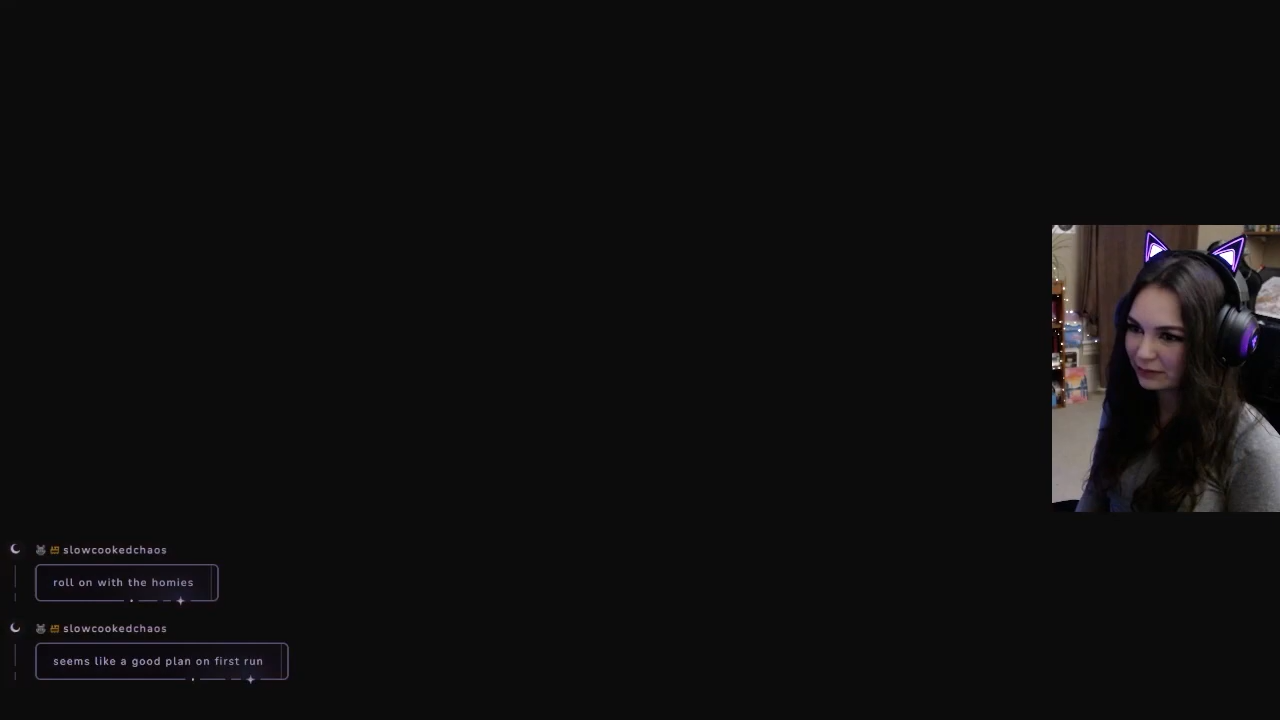 slowcookedchaos
roll on with the homies
slowcookedchaos
seems like a good plan on first run